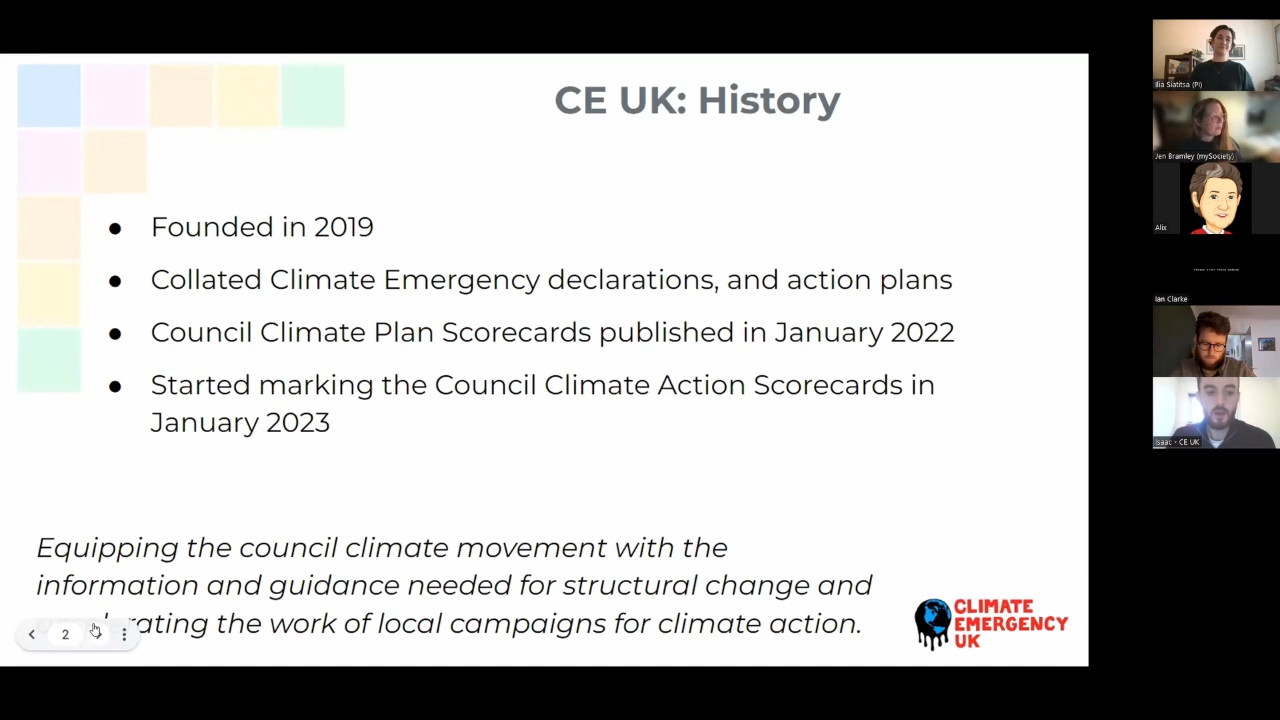 CE UK: History
● Founded in 2019
● Collated Climate Emergency declarations, and action plans
● Council Climate Plan Scorecards published in January 2022
● Started marking the Council Climate Action Scorecards in
January 2023
Equipping the council climate movement with the
information and guidance needed for structural change and
the work of local campaigns for climate action.
2
CLIMATE
EMERGENCY
UK
Ilia Siatitsa (PI)
Jen Bramley (mySociety)
Alix
Ian Clarke
Isaac - CE UK